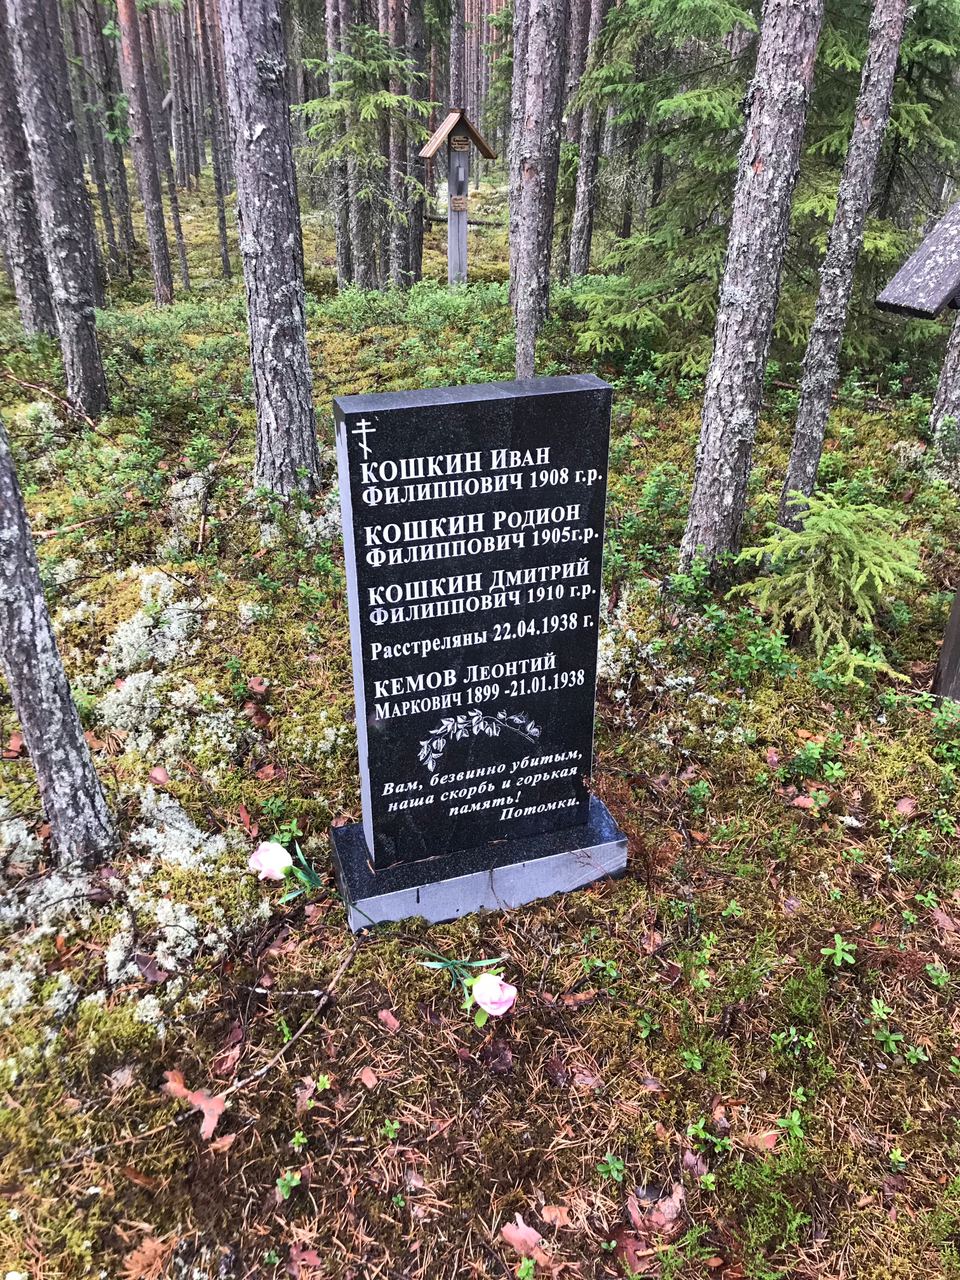 КОШКИН ИВАН
ФИЛИППОВИЧ 1908 г.р.
КОШКИН РОДИОН
ФИЛИППОВИЧ 1905г.р.
КОШКИН ДМИТРИЙ
ФИЛИППОВИЧ 1910 г.р.
Расстреляны 22.04.1938 г.
КЕМОВ ЛЕОНТИЙ
МАРКОВИЧ 1899 -21.01.1938
Вам, безвинно убитым,
наша скорбь и горькая
память!
Потомки.